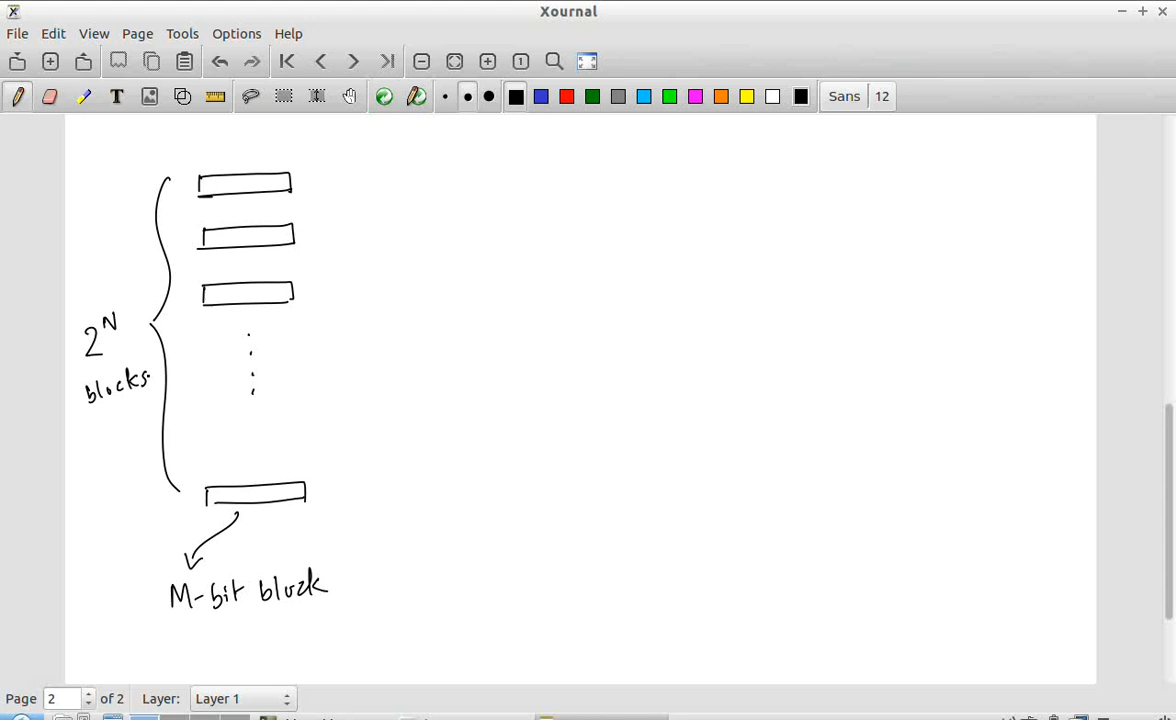 Xournal
File Edit View Page Tools Options Help
Sans 12
2^N
blocks.
M-bit block
Page 2 of 2 Layer: Layer 1